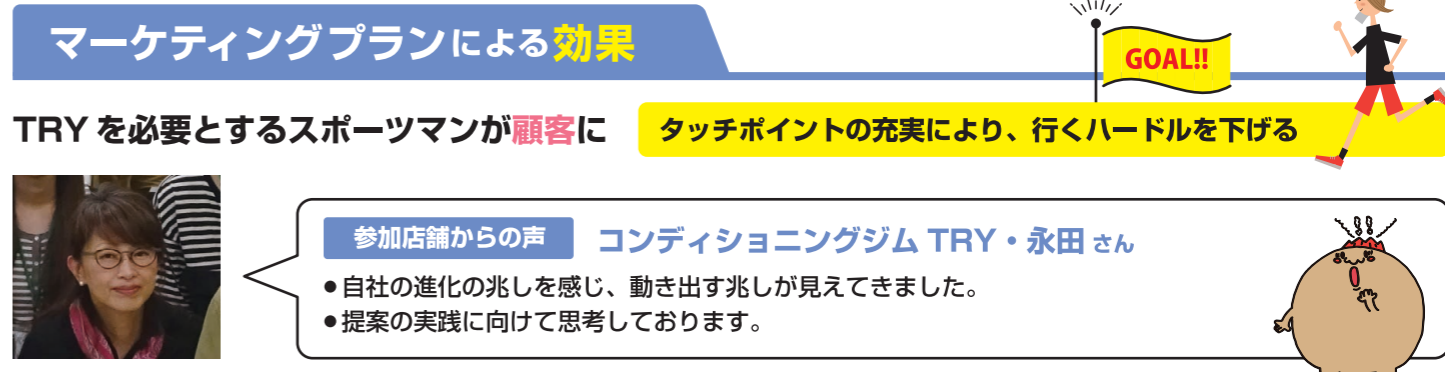 マーケティングプランによる効果
GOAL!!
TRYを必要とするスポーツマンが顧客に
タッチポイントの充実により、行くハードルを下げる
参加店舗からの声
コンディショニングジム TRY・永田 さん
●自社の進化の兆しを感じ、動き出す兆しが見えてきました。
●提案の実践に向けて思考しております。